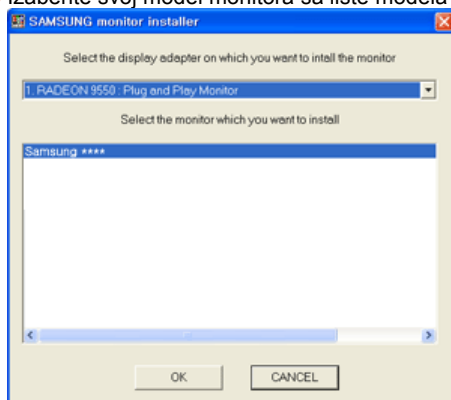 izaberite svoj model monitora sa liste modela
SAMSUNG monitor installer
Select the display adapter on which you want to intall the monitor
1. RADEON 9550 : Plug and Play Monitor
Select the monitor which you want to install
Samsung ****
OK
CANCEL